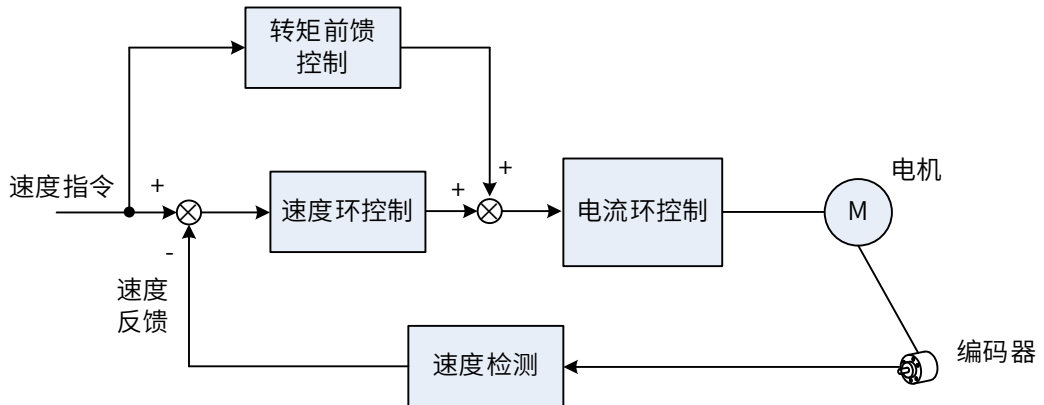 转矩前馈
控制
速度指令
+
+
+
速度环控制
电流环控制
电机
M
-
速度
反馈
速度检测
编码器